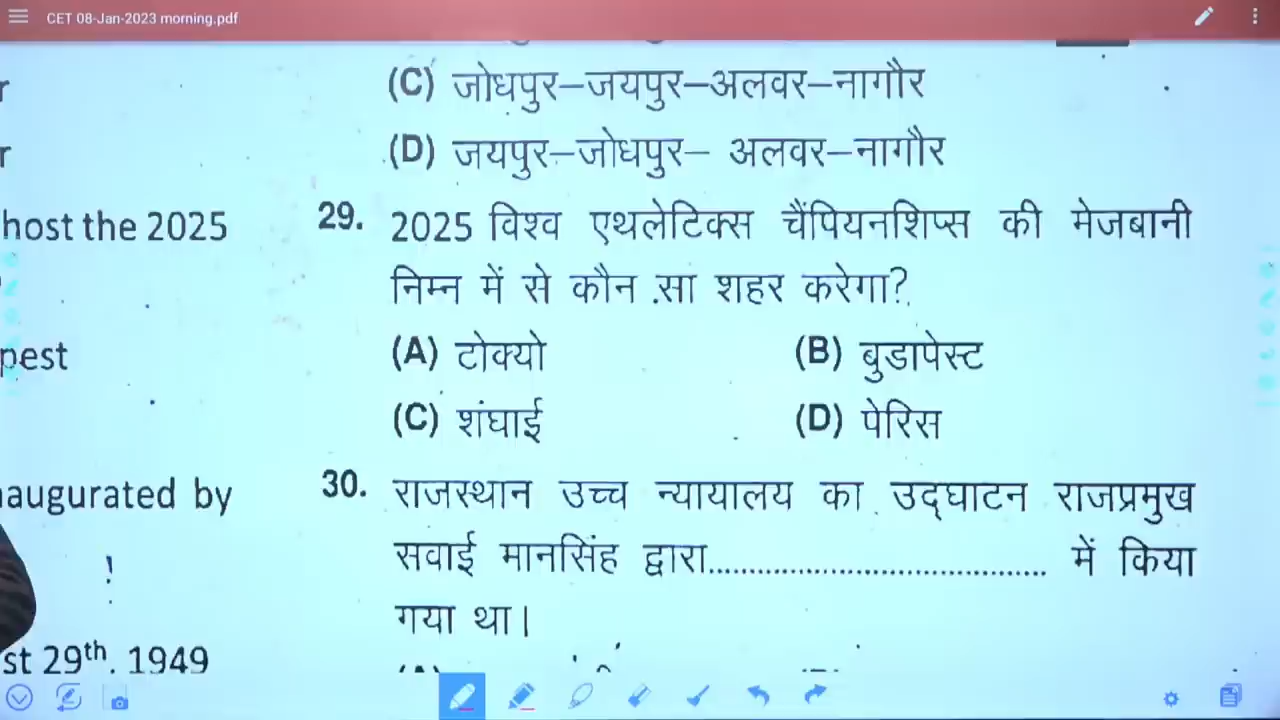 CET 08-Jan-2023 morning.pdf
(C) जोधपुर–जयपुर–अलवर–नागौर
(D) जयपुर–जोधपुर– अलवर–नागौर
host the 2025
29. 2025 विश्व एथलेटिक्स चैंपियनशिप्स की मेजबानी
निम्न में से कौन सा शहर करेगा?
pest
(A) टोक्यो (B) बुडापेस्ट
(C) शंघाई (D) पेरिस
naugurated by
30. राजस्थान उच्च न्यायालय का उद्घाटन राजप्रमुख
सवाई मानसिंह द्वारा........................................ में किया
गया था।
st 29th, 1949